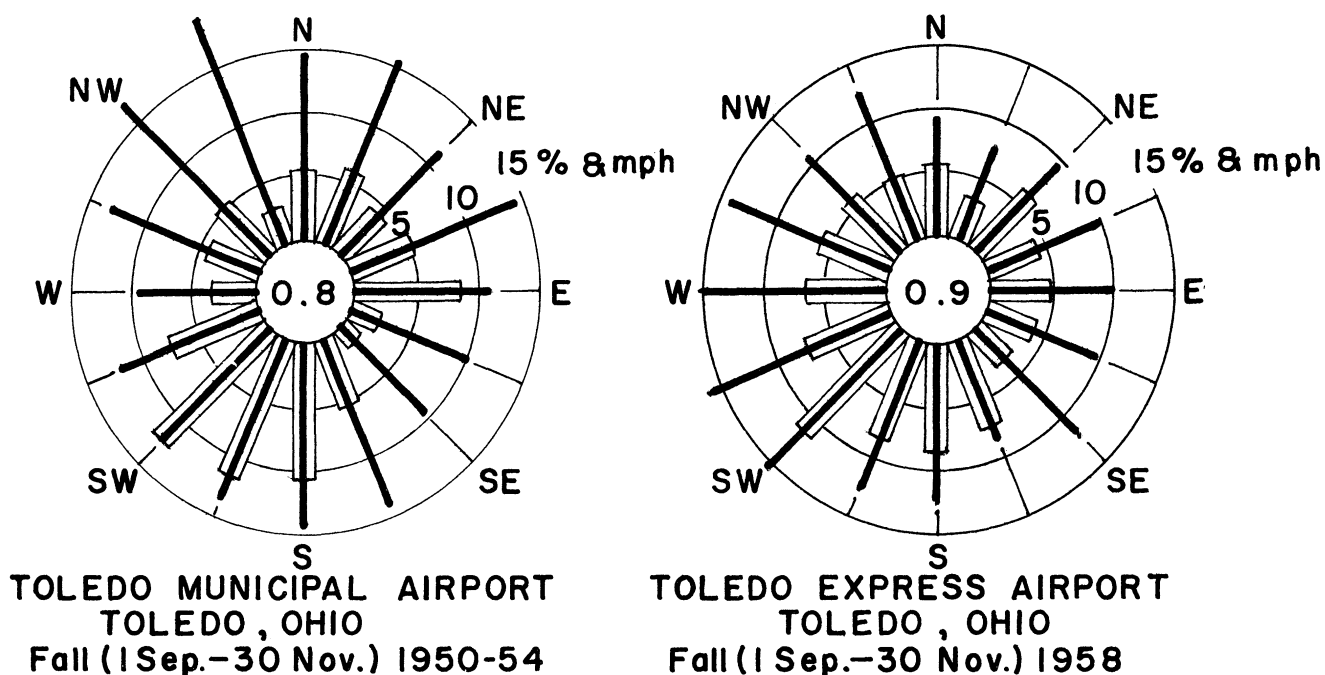 N
NW
NE
15% & mph
10
5
W
0.8
E
SW
SE
S
TOLEDO MUNICIPAL AIRPORT
TOLEDO, OHIO
Fall (1 Sep.-30 Nov.) 1950-54
N
NW
NE
15% & mph
10
5
W
0.9
E
SW
SE
S
TOLEDO EXPRESS AIRPORT
TOLEDO, OHIO
Fall (1 Sep.-30 Nov.) 1958